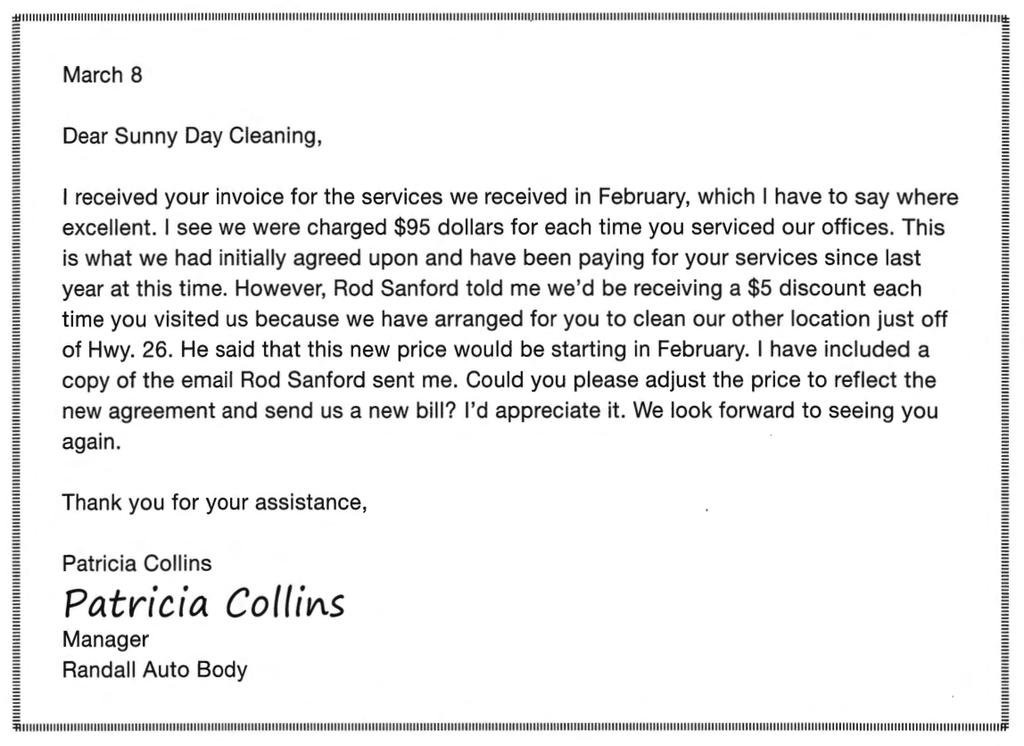 March 8
Dear Sunny Day Cleaning,
I received your invoice for the services we received in February, which I have to say where
excellent. I see we were charged $95 dollars for each time you serviced our offices. This
is what we had initially agreed upon and have been paying for your services since last
year at this time. However, Rod Sanford told me we'd be receiving a $5 discount each
time you visited us because we have arranged for you to clean our other location just off
of Hwy. 26. He said that this new price would be starting in February. I have included a
copy of the email Rod Sanford sent me. Could you please adjust the price to reflect the
new agreement and send us a new bill? I'd appreciate it. We look forward to seeing you
again.
Thank you for your assistance,
Patricia Collins
Patricia Collins
Manager
Randall Auto Body